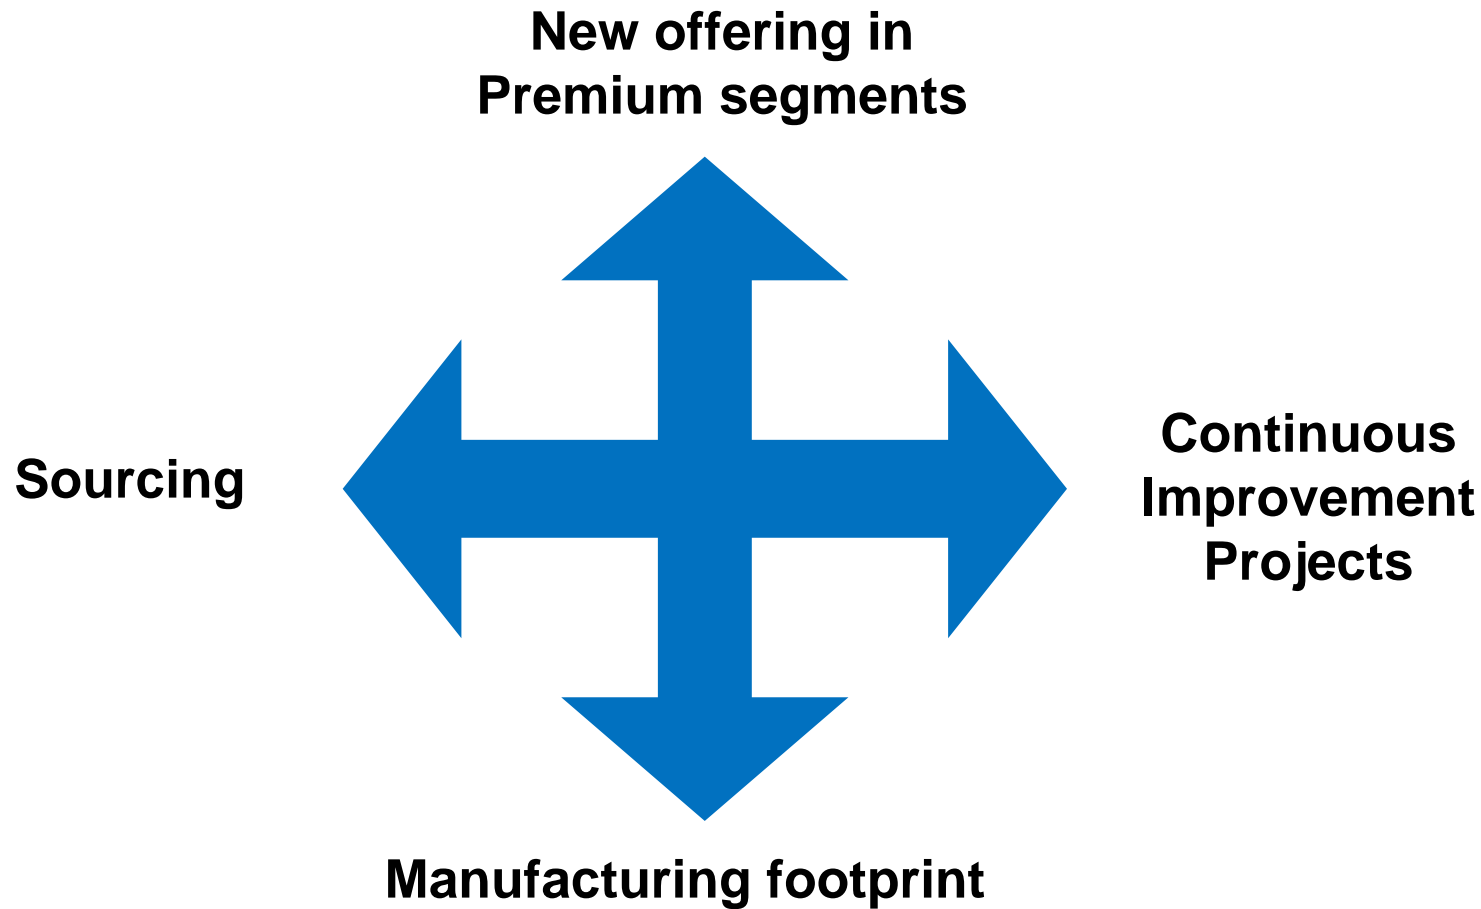 New offering in
Premium segments
Sourcing
Continuous
Improvement
Projects
Manufacturing footprint